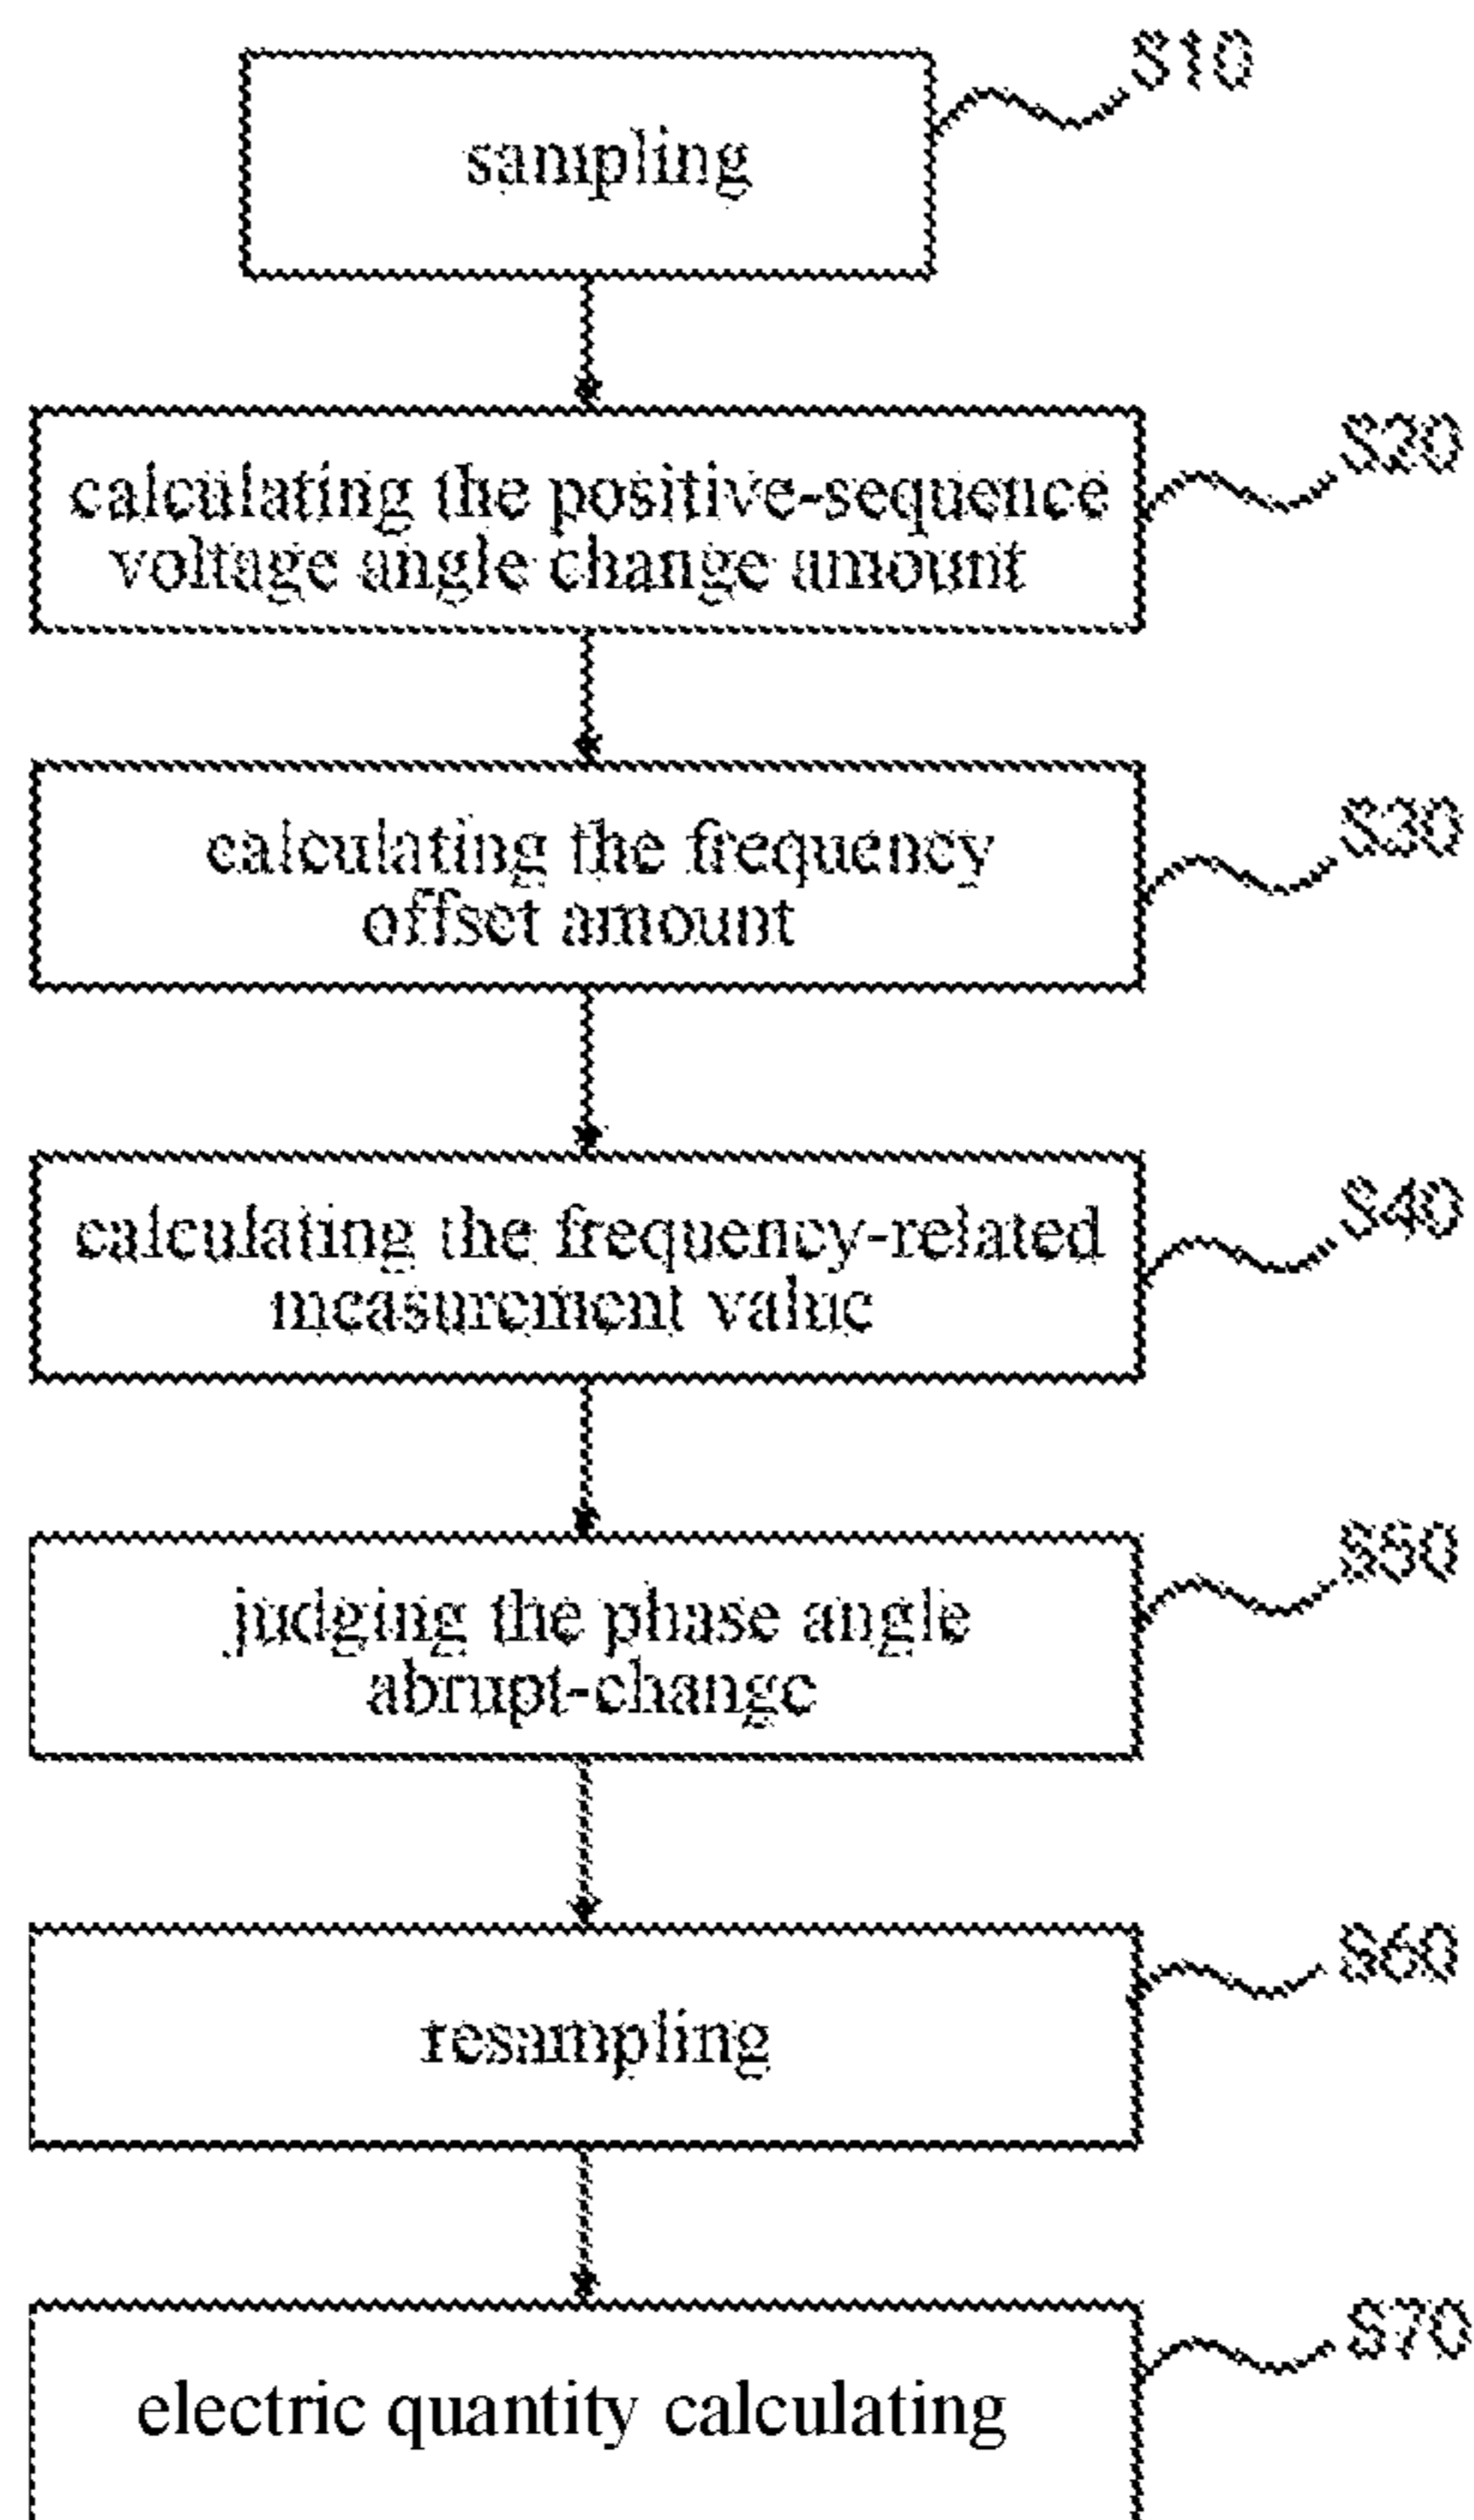 S10
sampling
S20
calculating the positive-sequence
voltage angle change amount
S30
calculating the frequency
offset amount
S40
calculating the frequency-related
measurement value
S50
judging the phase angle
abrupt-change
S60
resampling
S70
electric quantity calculating